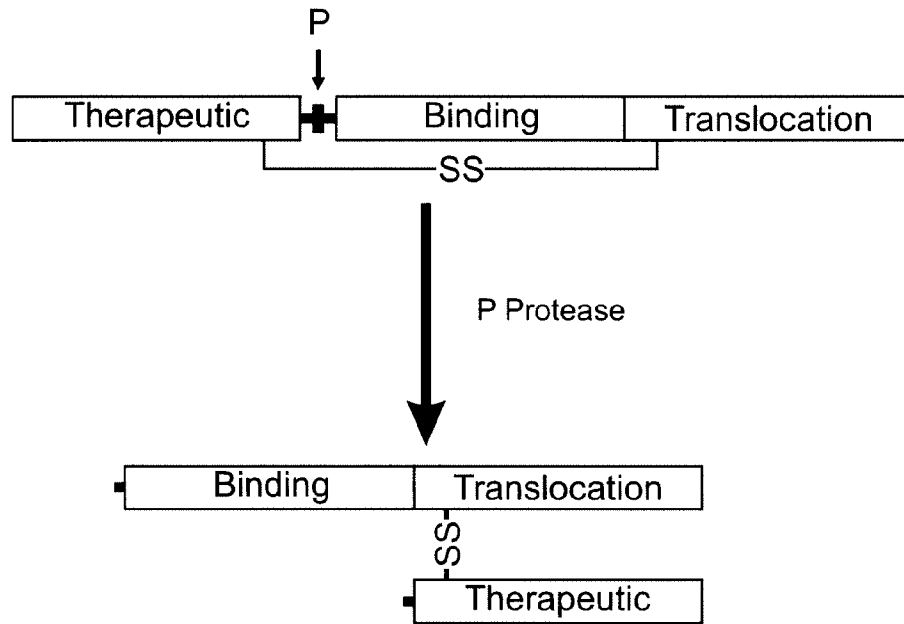 P
Therapeutic Binding Translocation
SS
P Protease
Binding Translocation
SS
Therapeutic